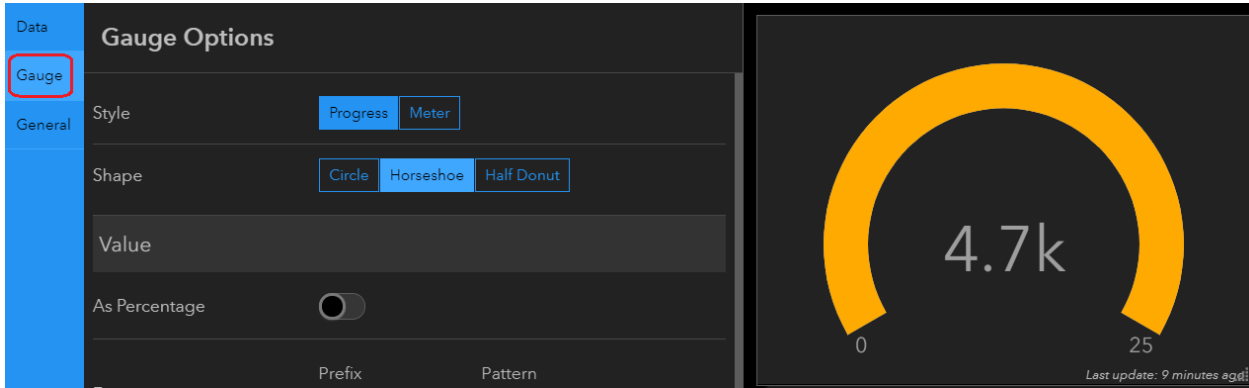 Data
Gauge
General
Gauge Options
Style
Progress
Meter
Shape
Circle
Horseshoe
Half Donut
Value
As Percentage
Prefix
Pattern
4.7k
0
25
Last update: 9 minutes ago